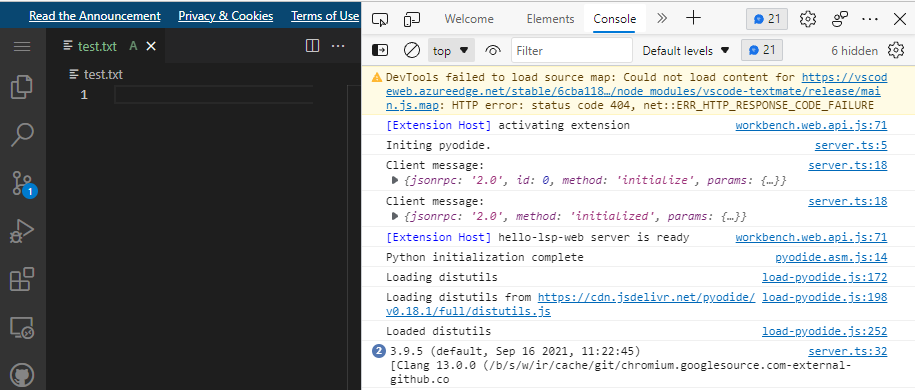 Read the Announcement Privacy & Cookies Terms of Use
test.txt A
test.txt
1
1
Welcome Elements Console 21
top Filter Default levels 21 6 hidden
DevTools failed to load source map: Could not load content for https://vscod
eweb.azureedge.net/stable/6cba118…/node_modules/vscode-textmate/release/mai
n.js.map: HTTP error: status code 404, net::ERR_HTTP_RESPONSE_CODE_FAILURE
[Extension Host] activating extension workbench.web.api.js:71
Initing pyodide. server.ts:5
Client message: server.ts:18
{jsonrpc: '2.0', id: 0, method: 'initialize', params: {…}}
Client message: server.ts:18
{jsonrpc: '2.0', method: 'initialized', params: {…}}
[Extension Host] hello-lsp-web server is ready workbench.web.api.js:71
Python initialization complete pyodide.asm.js:14
Loading distutils load-pyodide.js:172
Loading distutils from https://cdn.jsdelivr.net/pyodide/ load-pyodide.js:198
v0.18.1/full/distutils.js
Loaded distutils load-pyodide.js:252
2 3.9.5 (default, Sep 16 2021, 11:22:45) server.ts:32
[Clang 13.0.0 (/b/s/w/ir/cache/git/chromium.googlesource.com-external-
github.co